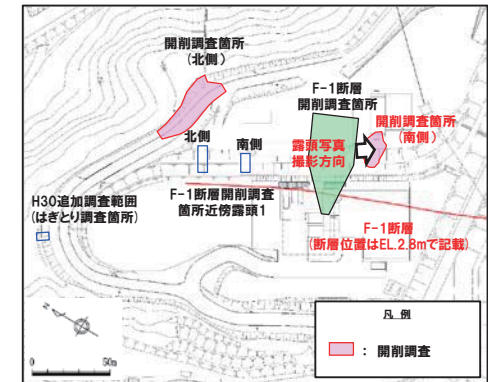 開削調査箇所
(北側)
F-1断層
開削調査箇所
開削調査箇所
(南側)
露頭写真
撮影方向
北側
南側
H30追加調査範囲
(はぎとり調査箇所)
F-1断層開削調査
箇所近傍露頭1
F-1断層
(断層位置はEL.2.8mで記載)
N
0
50m
凡 例
: 開削調査